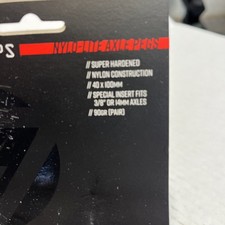 NYLO-LITE AXLE PEGS
// SUPER HARDENED
// NYLON CONSTRUCTION
// 40 X 100MM
// SPECIAL INSERT FITS
3/8" OR 14MM AXLES
// 90GR (PAIR)